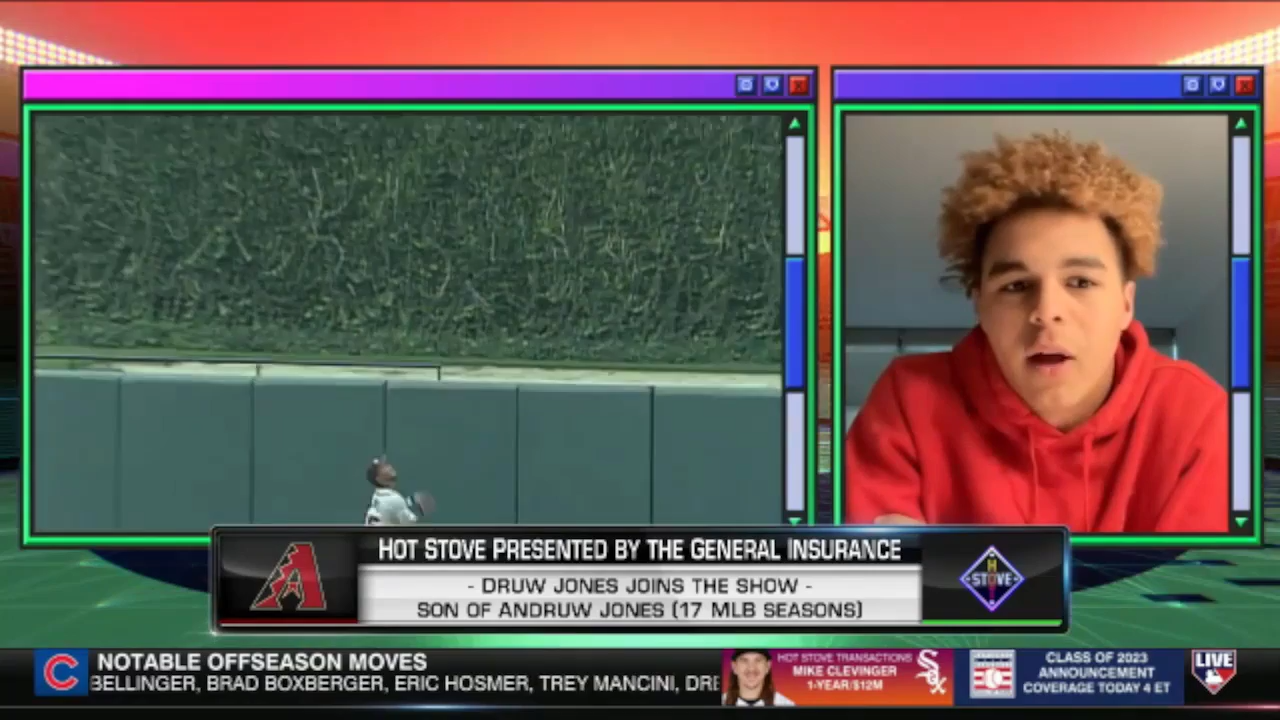 HOT STOVE PRESENTED BY THE GENERAL INSURANCE
- DRUW JONES JOINS THE SHOW -
SON OF ANDRUW JONES (17 MLB SEASONS)
A
H
STOVE
C
NOTABLE OFFSEASON MOVES
BELLINGER, BRAD BOXBERGER, ERIC HOSMER, TREY MANCINI, DRE
HOT STOVE TRANSACTIONS
MIKE CLEVINGER
1-YEAR/$12M
SOX
CLASS OF 2023
ANNOUNCEMENT
COVERAGE TODAY 4 ET
LIVE